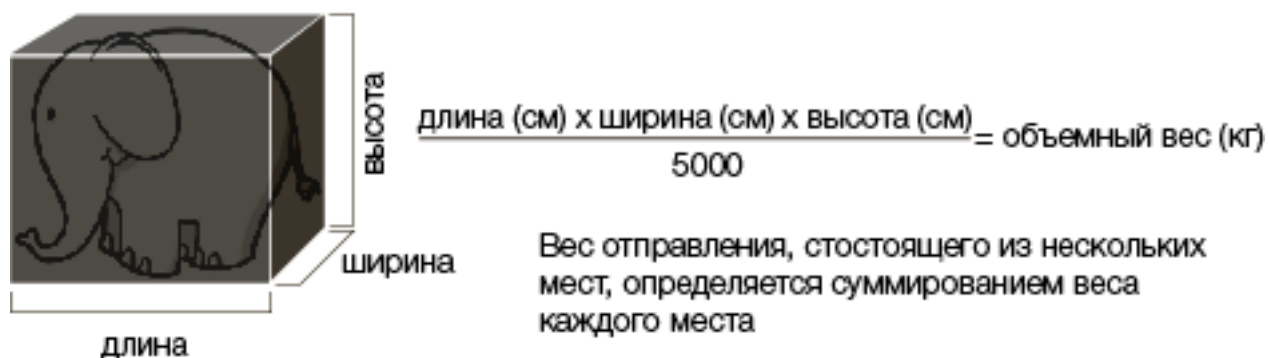 высота
длина (см) x ширина (см) x высота (см)
5000
= объемный вес (кг)
ширина
длина
Вес отправления, стостоящего из нескольких
мест, определяется суммированием веса
каждого места